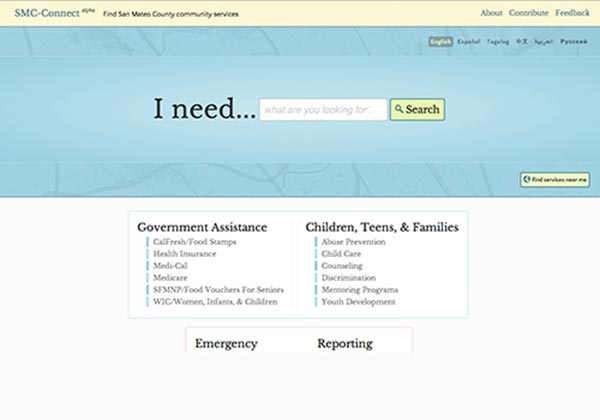 SMC-Connect alpha Find San Mateo County community services About Contribute Feedback
English Español Tagalog 中文 العربية Русский
I need... what are you looking for? Search
Find services near me
Government Assistance
CalFresh/Food Stamps
Health Insurance
Medi-Cal
Medicare
SFMNP/Food Vouchers For Seniors
WIC/Women, Infants, & Children
Children, Teens, & Families
Abuse Prevention
Child Care
Counseling
Discrimination
Mentoring Programs
Youth Development
Emergency
Reporting